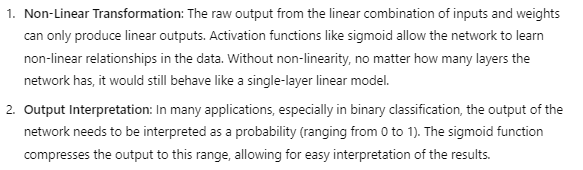 1. Non-Linear Transformation: The raw output from the linear combination of inputs and weights
can only produce linear outputs. Activation functions like sigmoid allow the network to learn
non-linear relationships in the data. Without non-linearity, no matter how many layers the
network has, it would still behave like a single-layer linear model.
2. Output Interpretation: In many applications, especially in binary classification, the output of the
network needs to be interpreted as a probability (ranging from 0 to 1). The sigmoid function
compresses the output to this range, allowing for easy interpretation of the results.